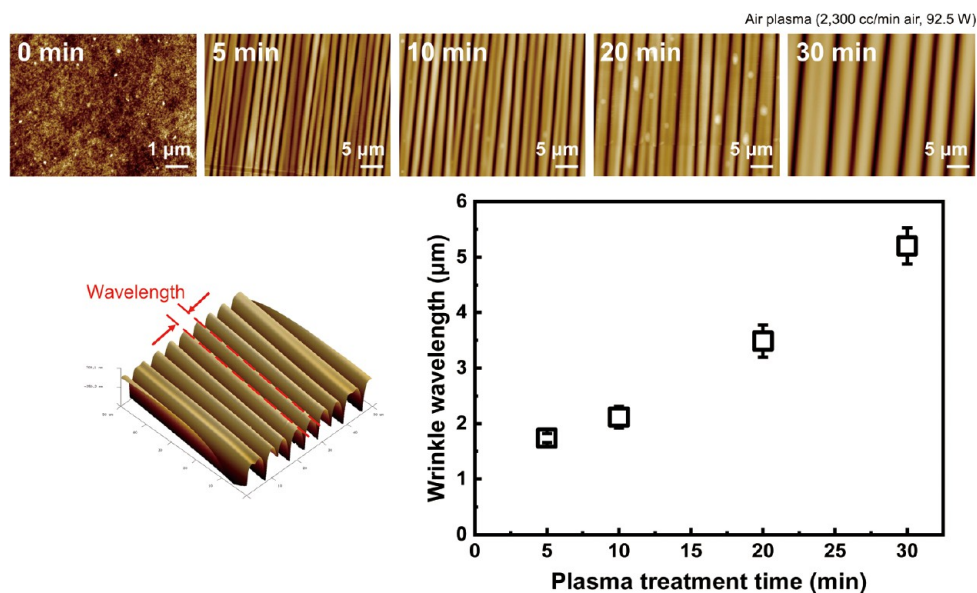 Air plasma (2,300 cc/min air, 92.5 W)
0 min
5 min
10 min
20 min
30 min
1 µm
5 µm
5 µm
5 µm
5 µm
Wavelength
Wrinkle wavelength (µm)
6
5
4
3
2
1
0
0
5
10
15
20
25
30
Plasma treatment time (min)